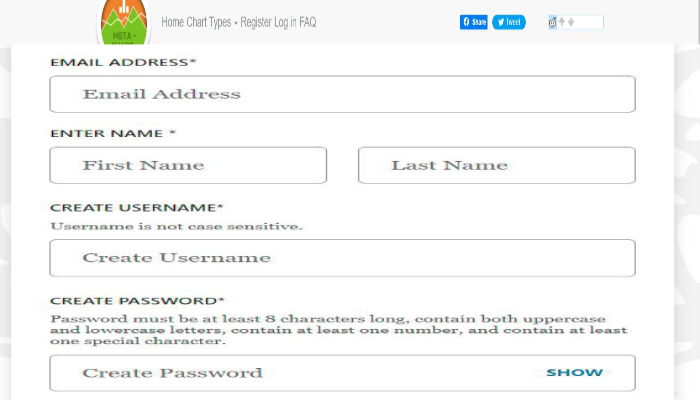 META -
Home Chart Types Register Log in FAQ
Share Tweet
EMAIL ADDRESS*
Email Address
ENTER NAME *
First Name Last Name
CREATE USERNAME*
Username is not case sensitive.
Create Username
CREATE PASSWORD*
Password must be at least 8 characters long, contain both uppercase
and lowercase letters, contain at least one number, and contain at least
one special character.
Create Password SHOW